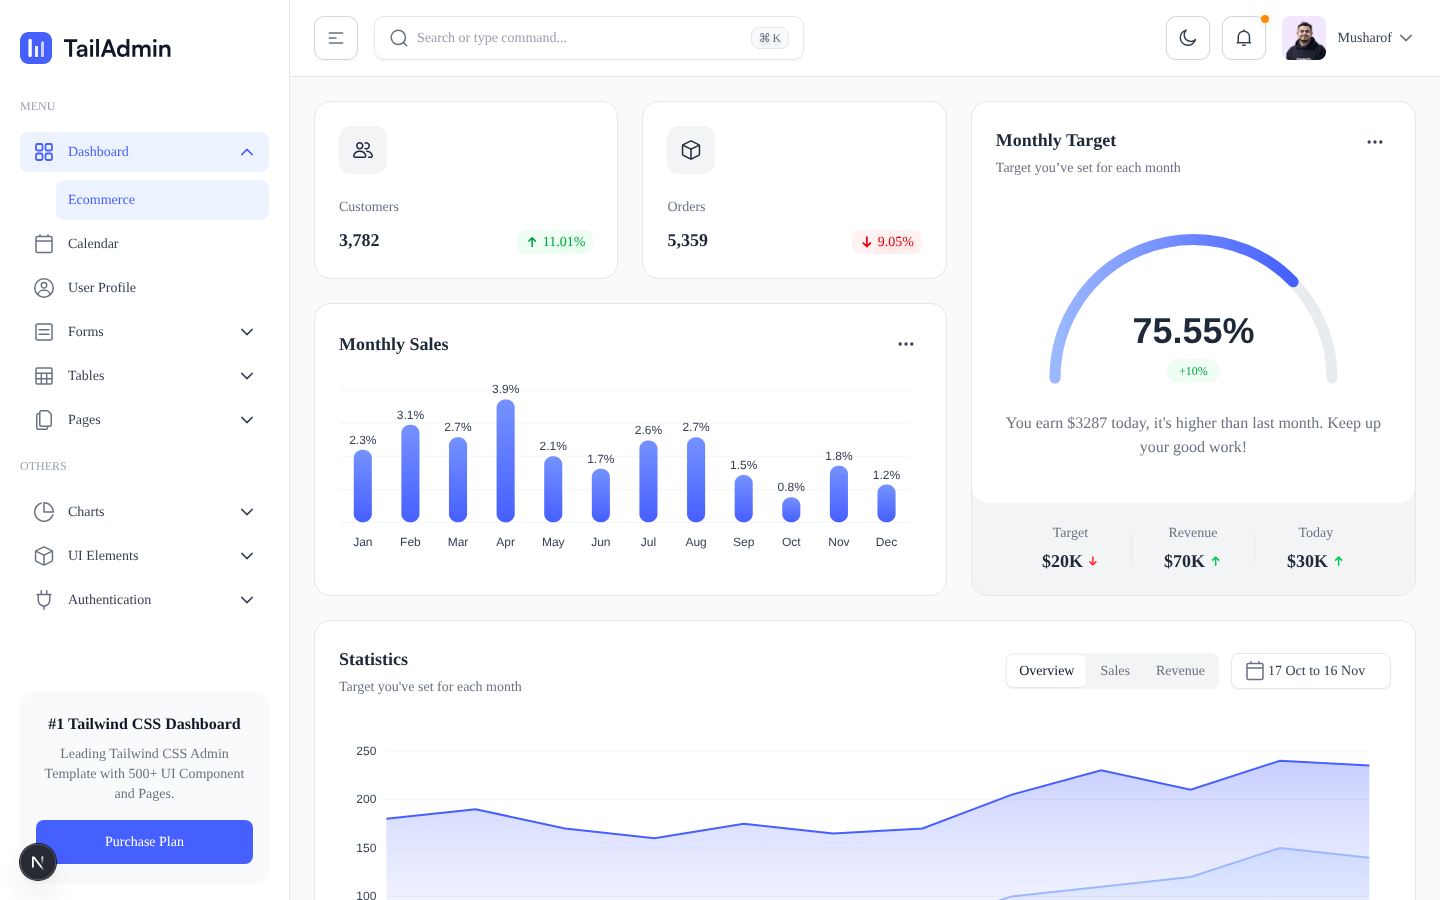 TailAdmin
MENU
Dashboard
Ecommerce
Calendar
User Profile
Forms
Tables
Pages
OTHERS
Charts
UI Elements
Authentication
#1 Tailwind CSS Dashboard
Leading Tailwind CSS Admin
Template with 500+ UI Component
and Pages.
Purchase Plan
N
Search or type command...
⌘ K
Musharof
Customers
3,782
11.01%
Orders
5,359
9.05%
Monthly Sales
3.9%
3.1%
2.7%
2.3%
2.1%
1.7%
2.6%
2.7%
1.5%
0.8%
1.8%
1.2%
Jan Feb Mar Apr May Jun Jul Aug Sep Oct Nov Dec
Monthly Target
Target you’ve set for each month
75.55%
+10%
You earn $3287 today, it's higher than last month. Keep up
your good work!
Target
$20K
Revenue
$70K
Today
$30K
Statistics
Target you've set for each month
Overview Sales Revenue
17 Oct to 16 Nov
250
200
150
100